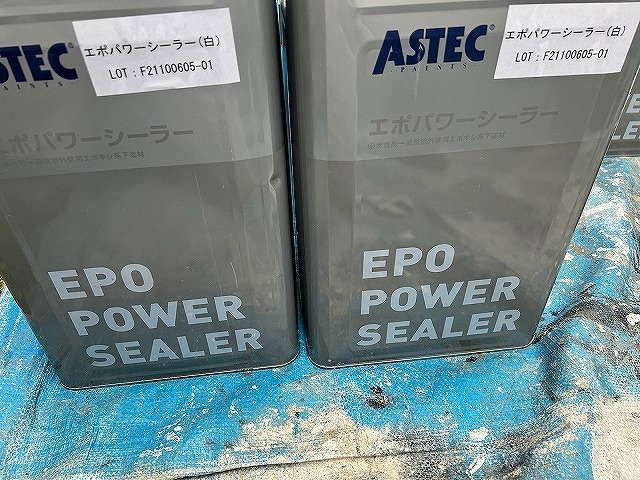 STEC
PAINTS
エポパワーシーラー(白)
LOT:F21100605-01
エポパワーシーラー
EPO
POWER
SEALER
ASTEC
PAINTS
エポパワーシーラー(白)
LOT:F21100605-01
エポパワーシーラー
EPO
POWER
SEALER